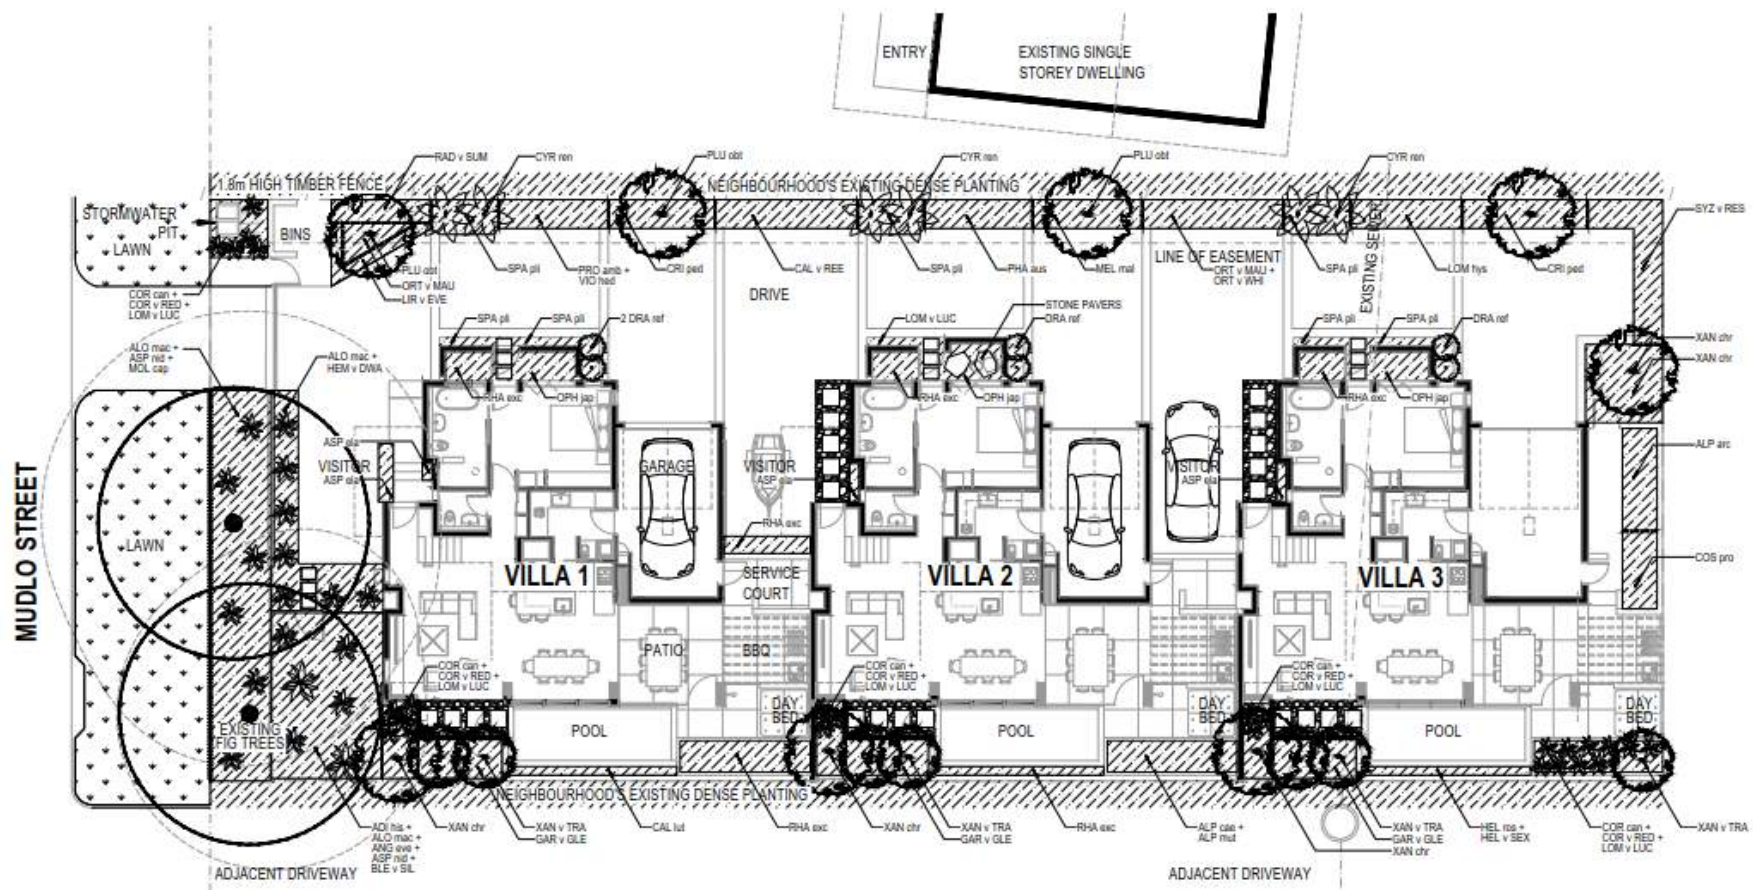 ENTRY
EXISTING SINGLE
STOREY DWELLING
RAD v SUM
CYR ren
PLU obt
CYR ren
PLU obt
CYR ren
1.8m HIGH TIMBER FENCE
NEIGHBOURHOOD'S EXISTING DENSE PLANTING
SYZ v RES
STORMWATER
PIT
LAWN
BINS
PLU obt
ORT v MAU
LIR v EVE
SPA pli
PRO amb +
VIO hed
CRI ped
CAL v REE
SPA pli
PHA aus
MEL mal
LINE OF EASEMENT
ORT v MAU +
ORT v WHI
SPA pli
EXISTING SEWER
LOM hys
CRI ped
COR can +
COR v RED +
LOM v LUC
DRIVE
SPA pli
SPA pli
2 DRA ref
LOM v LUC
STONE PAVERS
DRA ref
SPA pli
SPA pli
DRA ref
XAN chr
XAN chr
ALO mac +
ASP nid +
MOL cap
ALO mac +
HEM v DWA
RHA exc
OPH jap
RHA exc
OPH jap
RHA exc
OPH jap
ASP ela
VISITOR
ASP ela
GARAGE
VISITOR
ASP ela
VISITOR
ASP ela
ALP arc
MUDLO STREET
LAWN
RHA exc
COS pro
VILLA 1
SERVICE
COURT
VILLA 2
VILLA 3
PATIO
BBQ
COR can +
COR v RED +
LOM v LUC
COR can +
COR v RED +
LOM v LUC
COR can +
COR v RED +
LOM v LUC
DAY
BED
DAY
BED
DAY
BED
EXISTING
FIG TREES
POOL
POOL
POOL
NEIGHBOURHOOD'S EXISTING DENSE PLANTING
ADI his +
ALO mac +
ANG eve +
ASP nid +
BLE v SIL
XAN chr
XAN v TRA
GAR v GLE
CAL lut
RHA exc
XAN chr
XAN v TRA
GAR v GLE
RHA exc
ALP cae +
ALP mut
XAN v TRA
GAR v GLE
XAN chr
HEL ros +
HEL v SEX
COR can +
COR v RED +
LOM v LUC
XAN v TRA
ADJACENT DRIVEWAY
ADJACENT DRIVEWAY